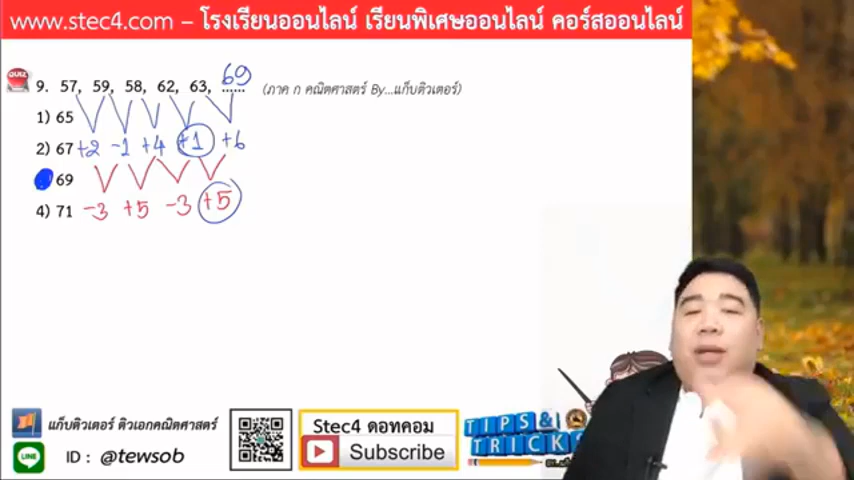 www.stec4.com – โรงเรียนออนไลน์ เรียนพิเศษออนไลน์ คอร์สออนไลน์
QUIZ
9. 57, 59, 58, 62, 63, ...... 69 (ภาค ก คณิตศาสตร์ By...แก็บติวเตอร์)
1) 65
2) 67 +2 -1 +4 +1 +6
69
4) 71 -3 +5 -3 +5
แก็บติวเตอร์ ติวเอกคณิตศาสตร์
LINE ID : @tewsob
Stec4 ดอทคอม
Subscribe
TIPS &
TRICK